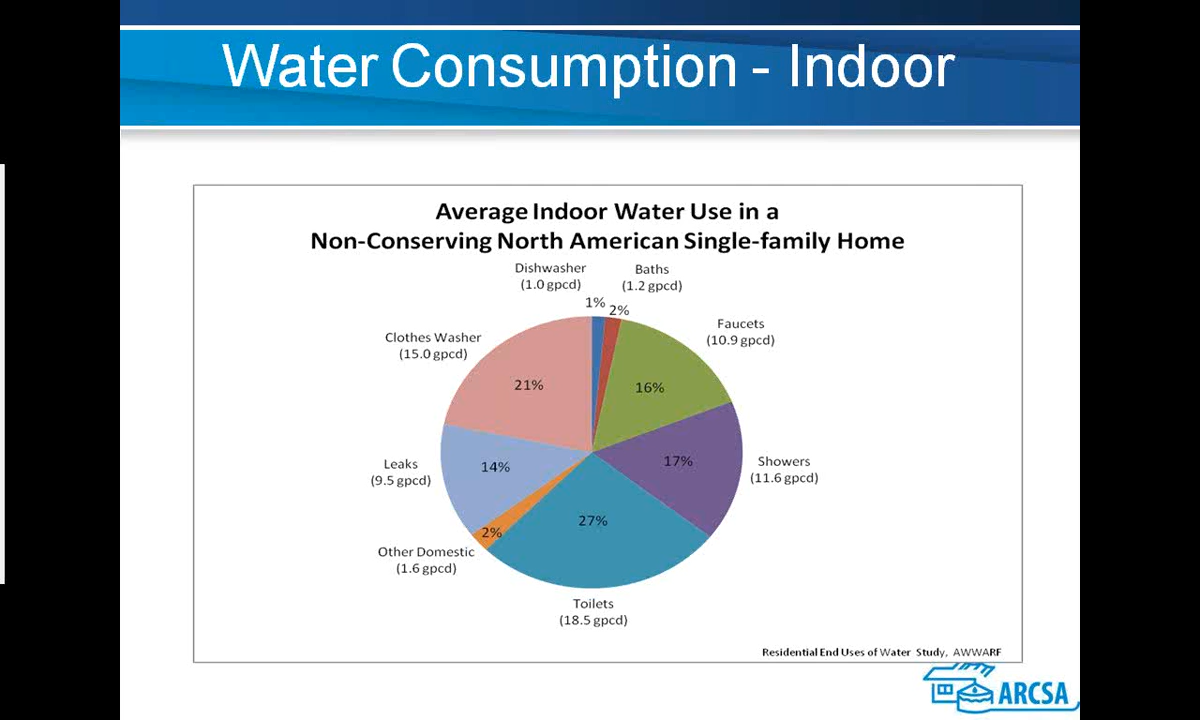 Water Consumption - Indoor
Average Indoor Water Use in a
Non-Conserving North American Single-family Home
Dishwasher
(1.0 gpcd)
Baths
(1.2 gpcd)
1%
2%
Faucets
(10.9 gpcd)
Clothes Washer
(15.0 gpcd)
21%
16%
Leaks
(9.5 gpcd)
14%
17%
Showers
(11.6 gpcd)
27%
2%
Other Domestic
(1.6 gpcd)
Toilets
(18.5 gpcd)
Residential End Uses of Water Study, AWWARF
ARCSA